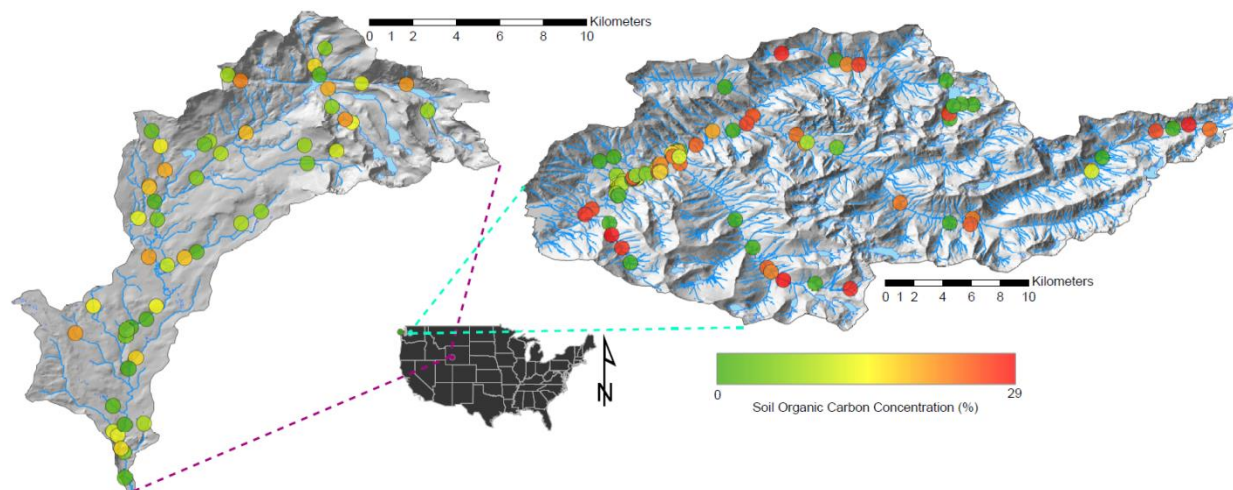 Kilometers
0 1 2 4 6 8 10
Kilometers
0 1 2 4 6 8 10
N
0 29
Soil Organic Carbon Concentration (%)